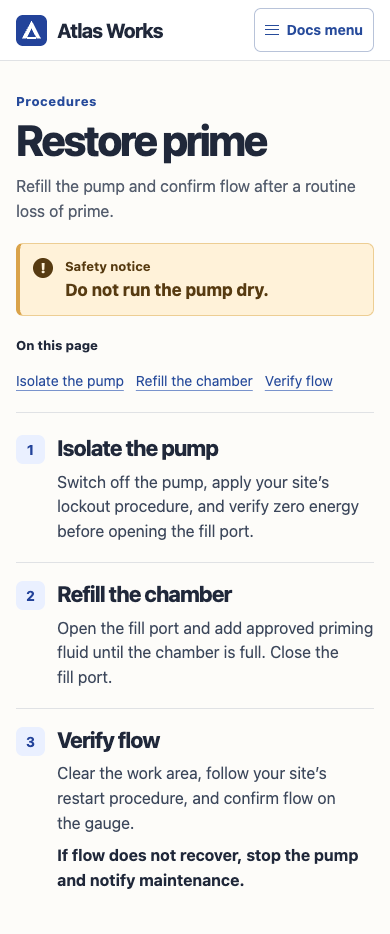 Atlas Works
Docs menu
Procedures
Restore prime
Refill the pump and confirm flow after a routine
loss of prime.
!
Safety notice
Do not run the pump dry.
On this page
Isolate the pump Refill the chamber Verify flow
1 Isolate the pump
Switch off the pump, apply your site’s
lockout procedure, and verify zero energy
before opening the fill port.
2 Refill the chamber
Open the fill port and add approved priming
fluid until the chamber is full. Close the
fill port.
3 Verify flow
Clear the work area, follow your site’s
restart procedure, and confirm flow on
the gauge.
If flow does not recover, stop the pump
and notify maintenance.